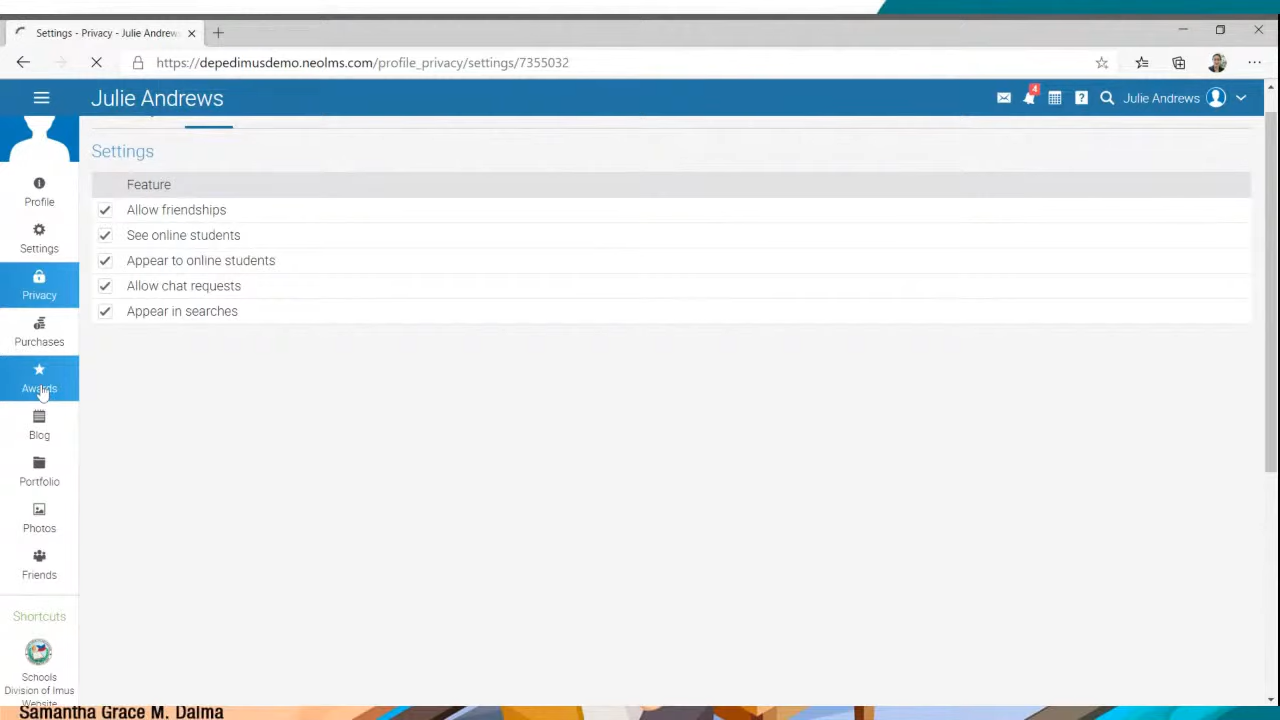 Settings - Privacy - Julie Andrew
https://depedimusdemo.neolms.com/profile_privacy/settings/7355032
Julie Andrews
4
Julie Andrews
Settings
Feature
Allow friendships
See online students
Appear to online students
Allow chat requests
Appear in searches
Profile
Settings
Privacy
Purchases
Awards
Blog
Portfolio
Photos
Friends
Shortcuts
Schools
Division of Imus
Website
Samantha Grace M. Dalma